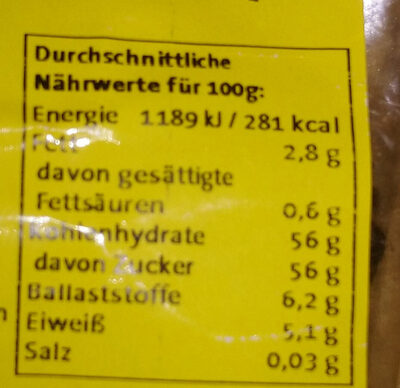 Durchschnittliche
Nährwerte für 100g:
Energie 1189 kJ / 281 kcal
Fett 2,8 g
davon gesättigte
Fettsäuren 0,6 g
Kohlenhydrate 56 g
davon Zucker 56 g
Ballaststoffe 6,2 g
Eiweiß 5,1 g
Salz 0,03 g